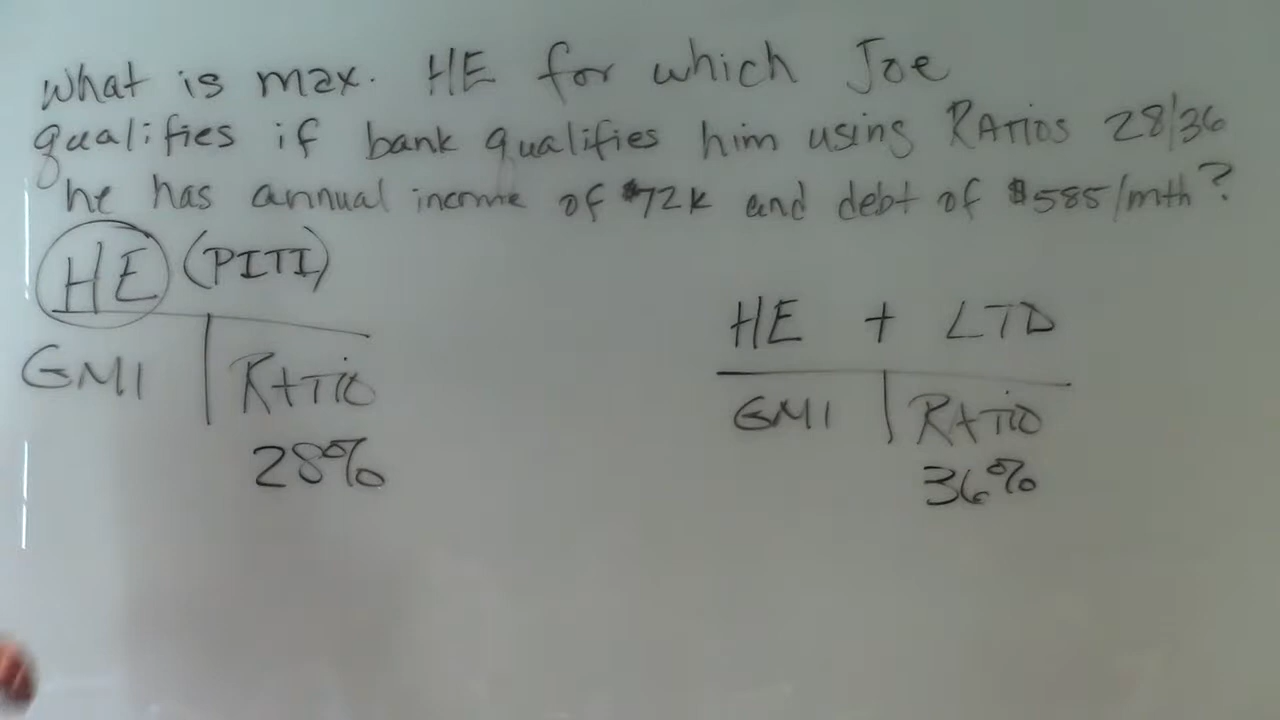 What is max. HE for which Joe
qualifies if bank qualifies him using RATIOS 28/36
he has annual income of $72K and debt of $585/mth?
HE (PITI)
GMI | RATIO
28%
HE + LTD
GMI | RATIO
36%